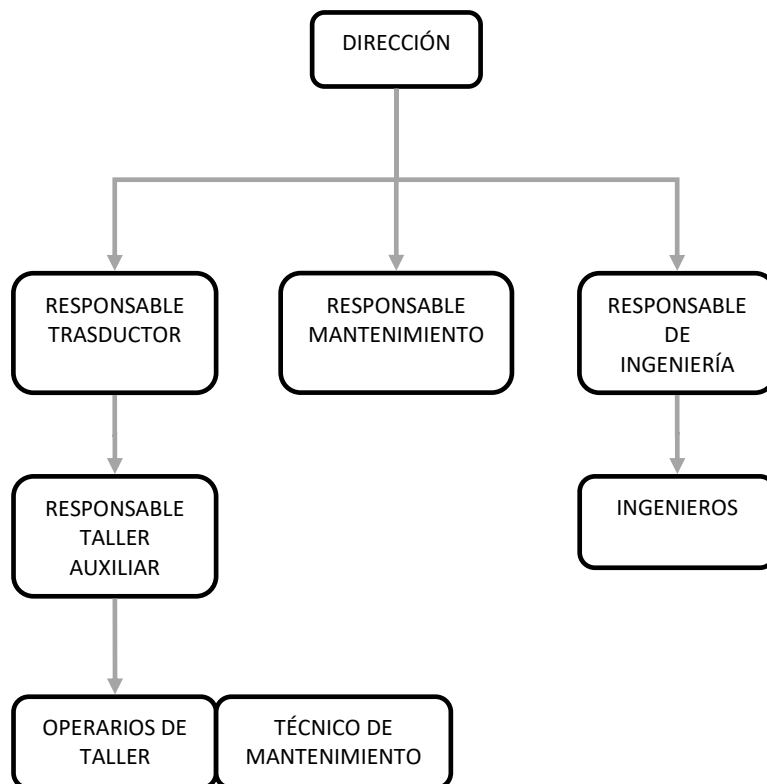 DIRECCIÓN
RESPONSABLE
TRASDUCTOR
RESPONSABLE
MANTENIMIENTO
RESPONSABLE
DE
INGENIERÍA
RESPONSABLE
TALLER
AUXILIAR
INGENIEROS
OPERARIOS DE
TALLER
TÉCNICO DE
MANTENIMIENTO